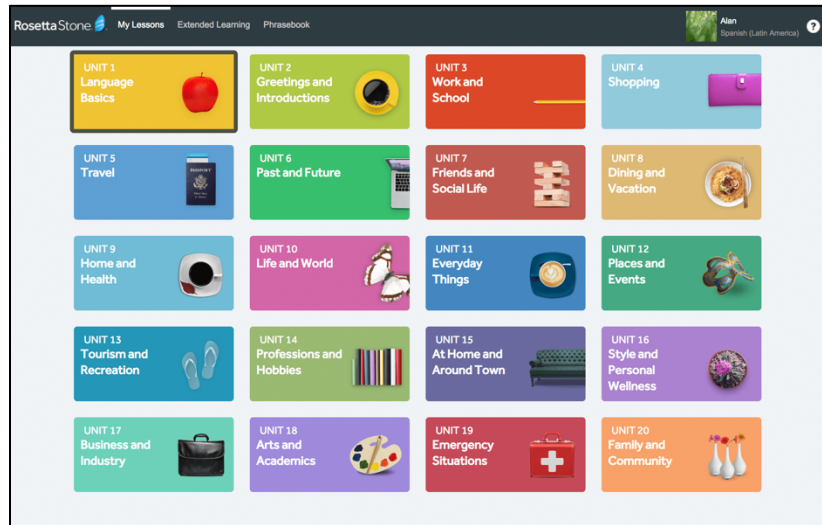 RosettaStone My Lessons Extended Learning Phrasebook
Alan
Spanish (Latin America)
?
UNIT 1
Language
Basics
UNIT 2
Greetings and
Introductions
UNIT 3
Work and
School
UNIT 4
Shopping
UNIT 5
Travel
PASSPORT
UNIT 6
Past and Future
UNIT 7
Friends and
Social Life
UNIT 8
Dining and
Vacation
UNIT 9
Home and
Health
UNIT 10
Life and World
UNIT 11
Everyday
Things
UNIT 12
Places and
Events
UNIT 13
Tourism and
Recreation
UNIT 14
Professions and
Hobbies
UNIT 15
At Home and
Around Town
UNIT 16
Style and
Personal
Wellness
UNIT 17
Business and
Industry
UNIT 18
Arts and
Academics
UNIT 19
Emergency
Situations
UNIT 20
Family and
Community